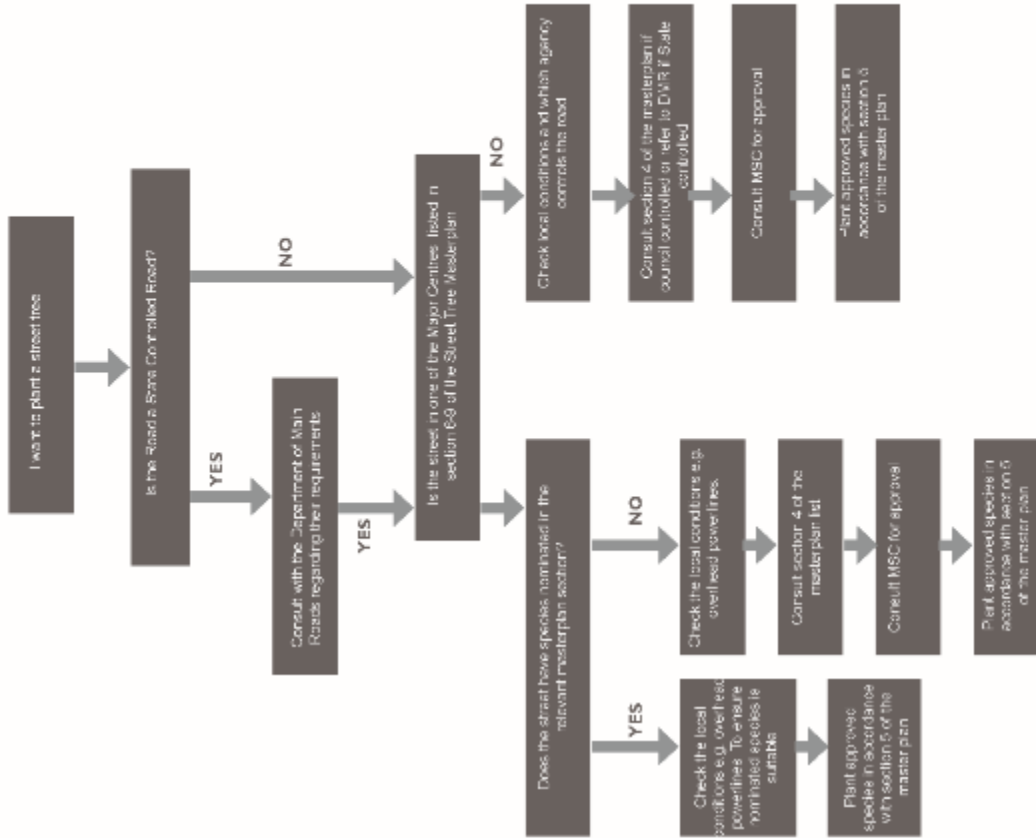 I want to plant a street tree
Is the Road a State Controlled Road?
YES
NO
Consult with the Department of Main
Roads regarding their requirements
YES
Is the street in one of the Major Centres listed in
section 6-9 of the Street Tree Masterplan
NO
Does the street have species nominated in the
relevant masterplan section?
YES
Check the local
conditions e.g. overhead
powerlines. To ensure
nominated species is
suitable
Plant approved
species in accordance
with section 5 of the
master plan
NO
Check the local conditions e.g.
overhead powerlines.
Consult section 4 of the
masterplan list
Consult MSC for approval
Plant approved species in
accordance with section 5
of the master plan
Check local conditions and which agency
controls the road
Consult section 4 of the masterplan if
council controlled or refer to DMR if State
controlled
Consult MSC for approval
Plant approved species in
accordance with section 5
of the master plan